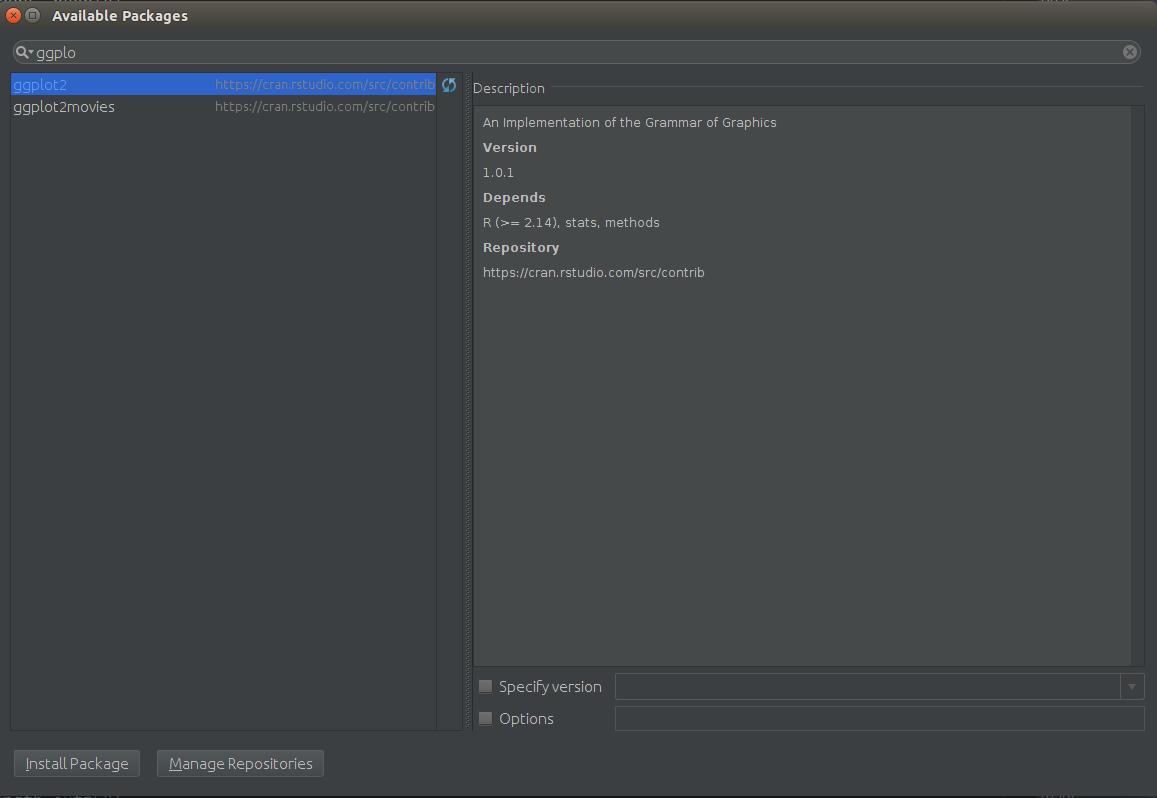 Available Packages
ggplo
ggplot2 https://cran.rstudio.com/src/contrib
ggplot2movies https://cran.rstudio.com/src/contrib
Description
An Implementation of the Grammar of Graphics
Version
1.0.1
Depends
R (>= 2.14), stats, methods
Repository
https://cran.rstudio.com/src/contrib
Specify version
Options
Install Package
Manage Repositories